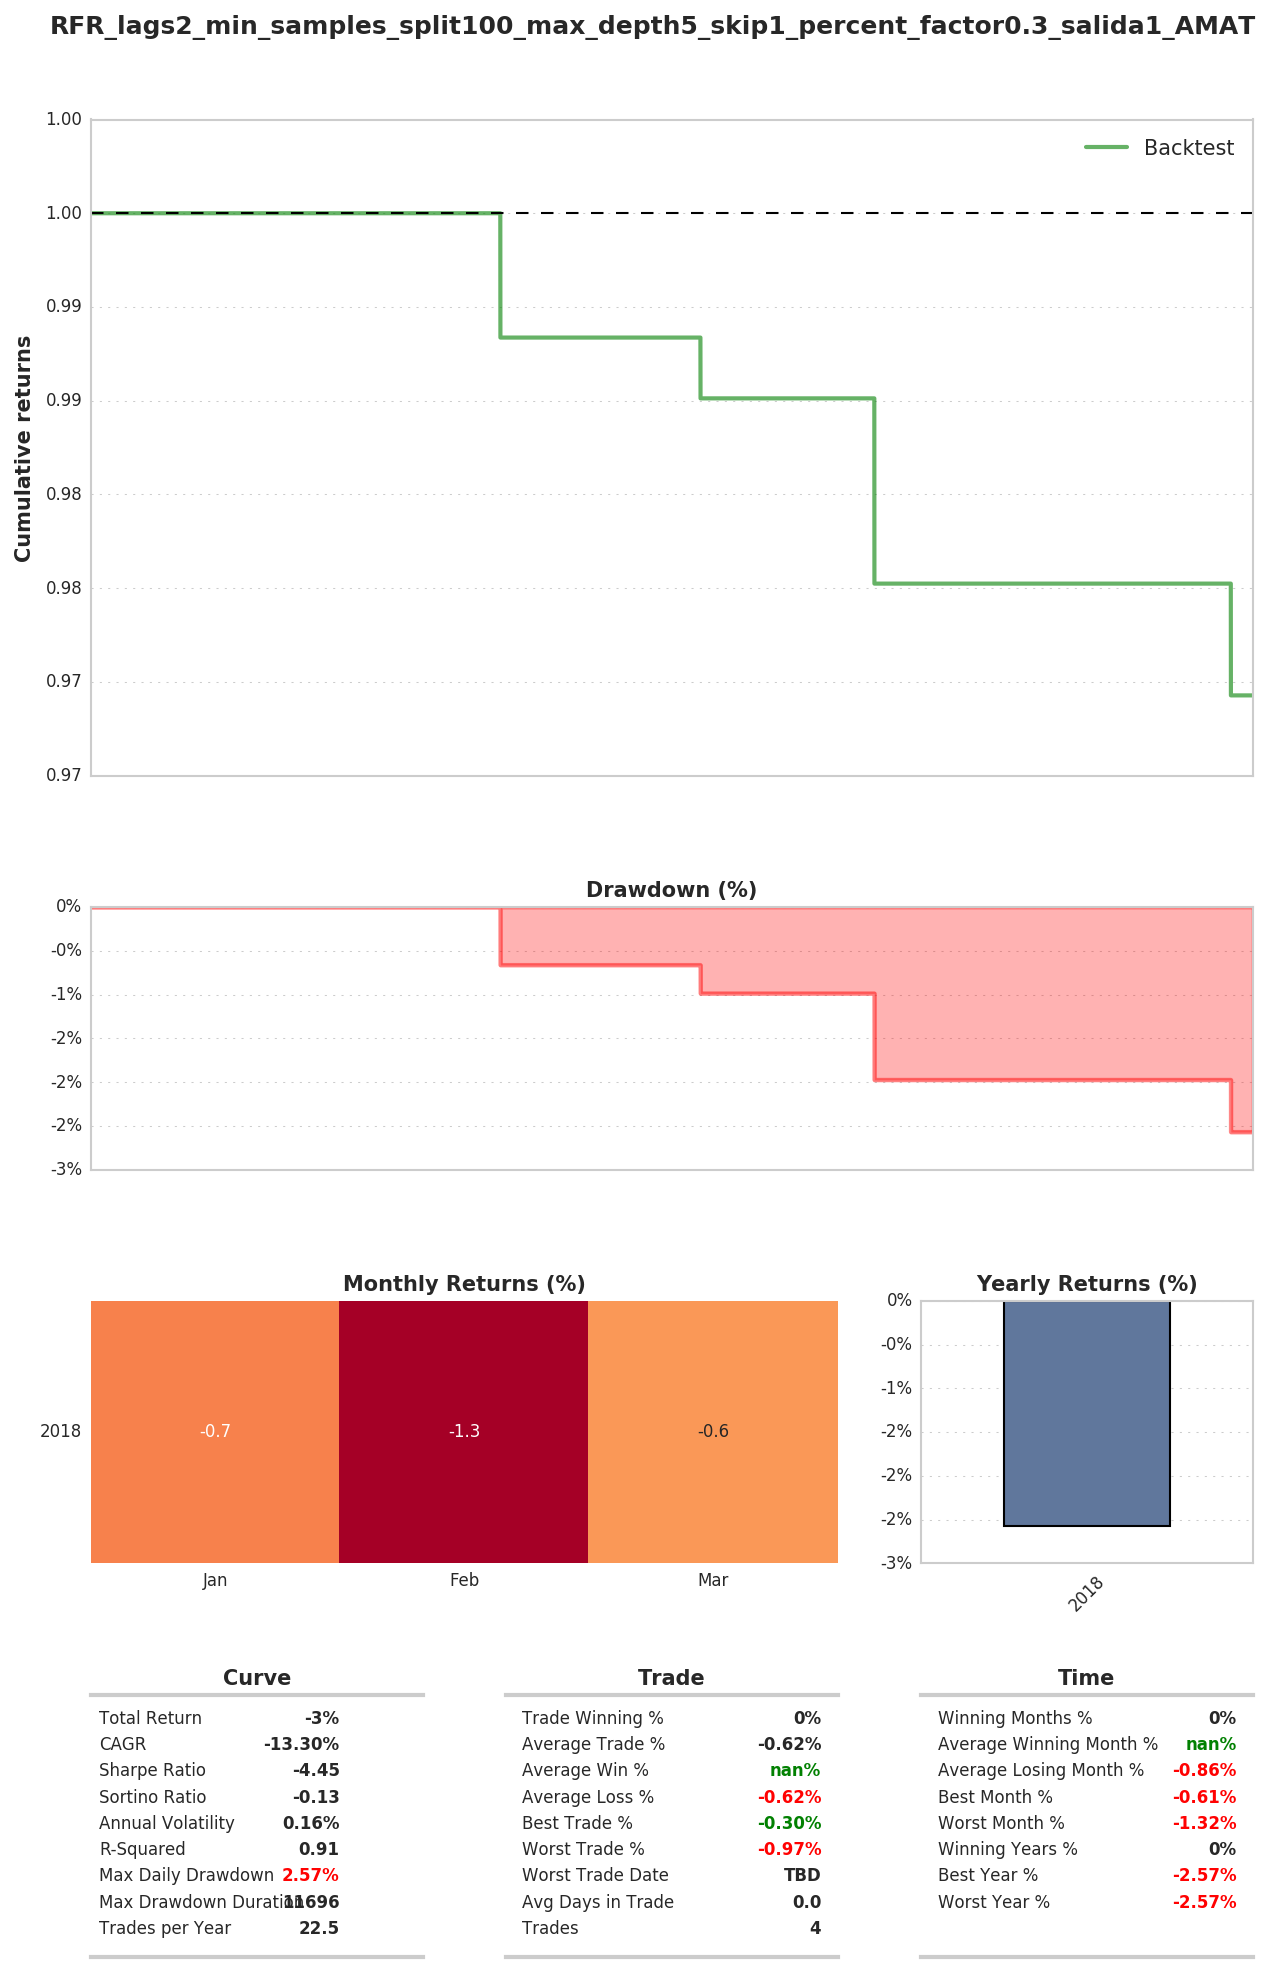 RFR_lags2_min_samples_split100_max_depth5_skip1_percent_factor0.3_salida1_AMAT
1.00
Backtest
1.00
0.99
0.99
0.98
0.98
0.97
0.97
Cumulative returns
Drawdown (%)
0%
-0%
-1%
-2%
-2%
-2%
-3%
Monthly Returns (%)
2018
-0.7 -1.3 -0.6
Jan Feb Mar
Yearly Returns (%)
0%
-0%
-1%
-2%
-2%
-2%
-3%
2018
Curve
Total Return -3%
CAGR -13.30%
Sharpe Ratio -4.45
Sortino Ratio -0.13
Annual Volatility 0.16%
R-Squared 0.91
Max Daily Drawdown 2.57%
Max Drawdown Duration 11696
Trades per Year 22.5
Trade
Trade Winning % 0%
Average Trade % -0.62%
Average Win % nan%
Average Loss % -0.62%
Best Trade % -0.30%
Worst Trade % -0.97%
Worst Trade Date TBD
Avg Days in Trade 0.0
Trades 4
Time
Winning Months % 0%
Average Winning Month % nan%
Average Losing Month % -0.86%
Best Month % -0.61%
Worst Month % -1.32%
Winning Years % 0%
Best Year % -2.57%
Worst Year % -2.57%